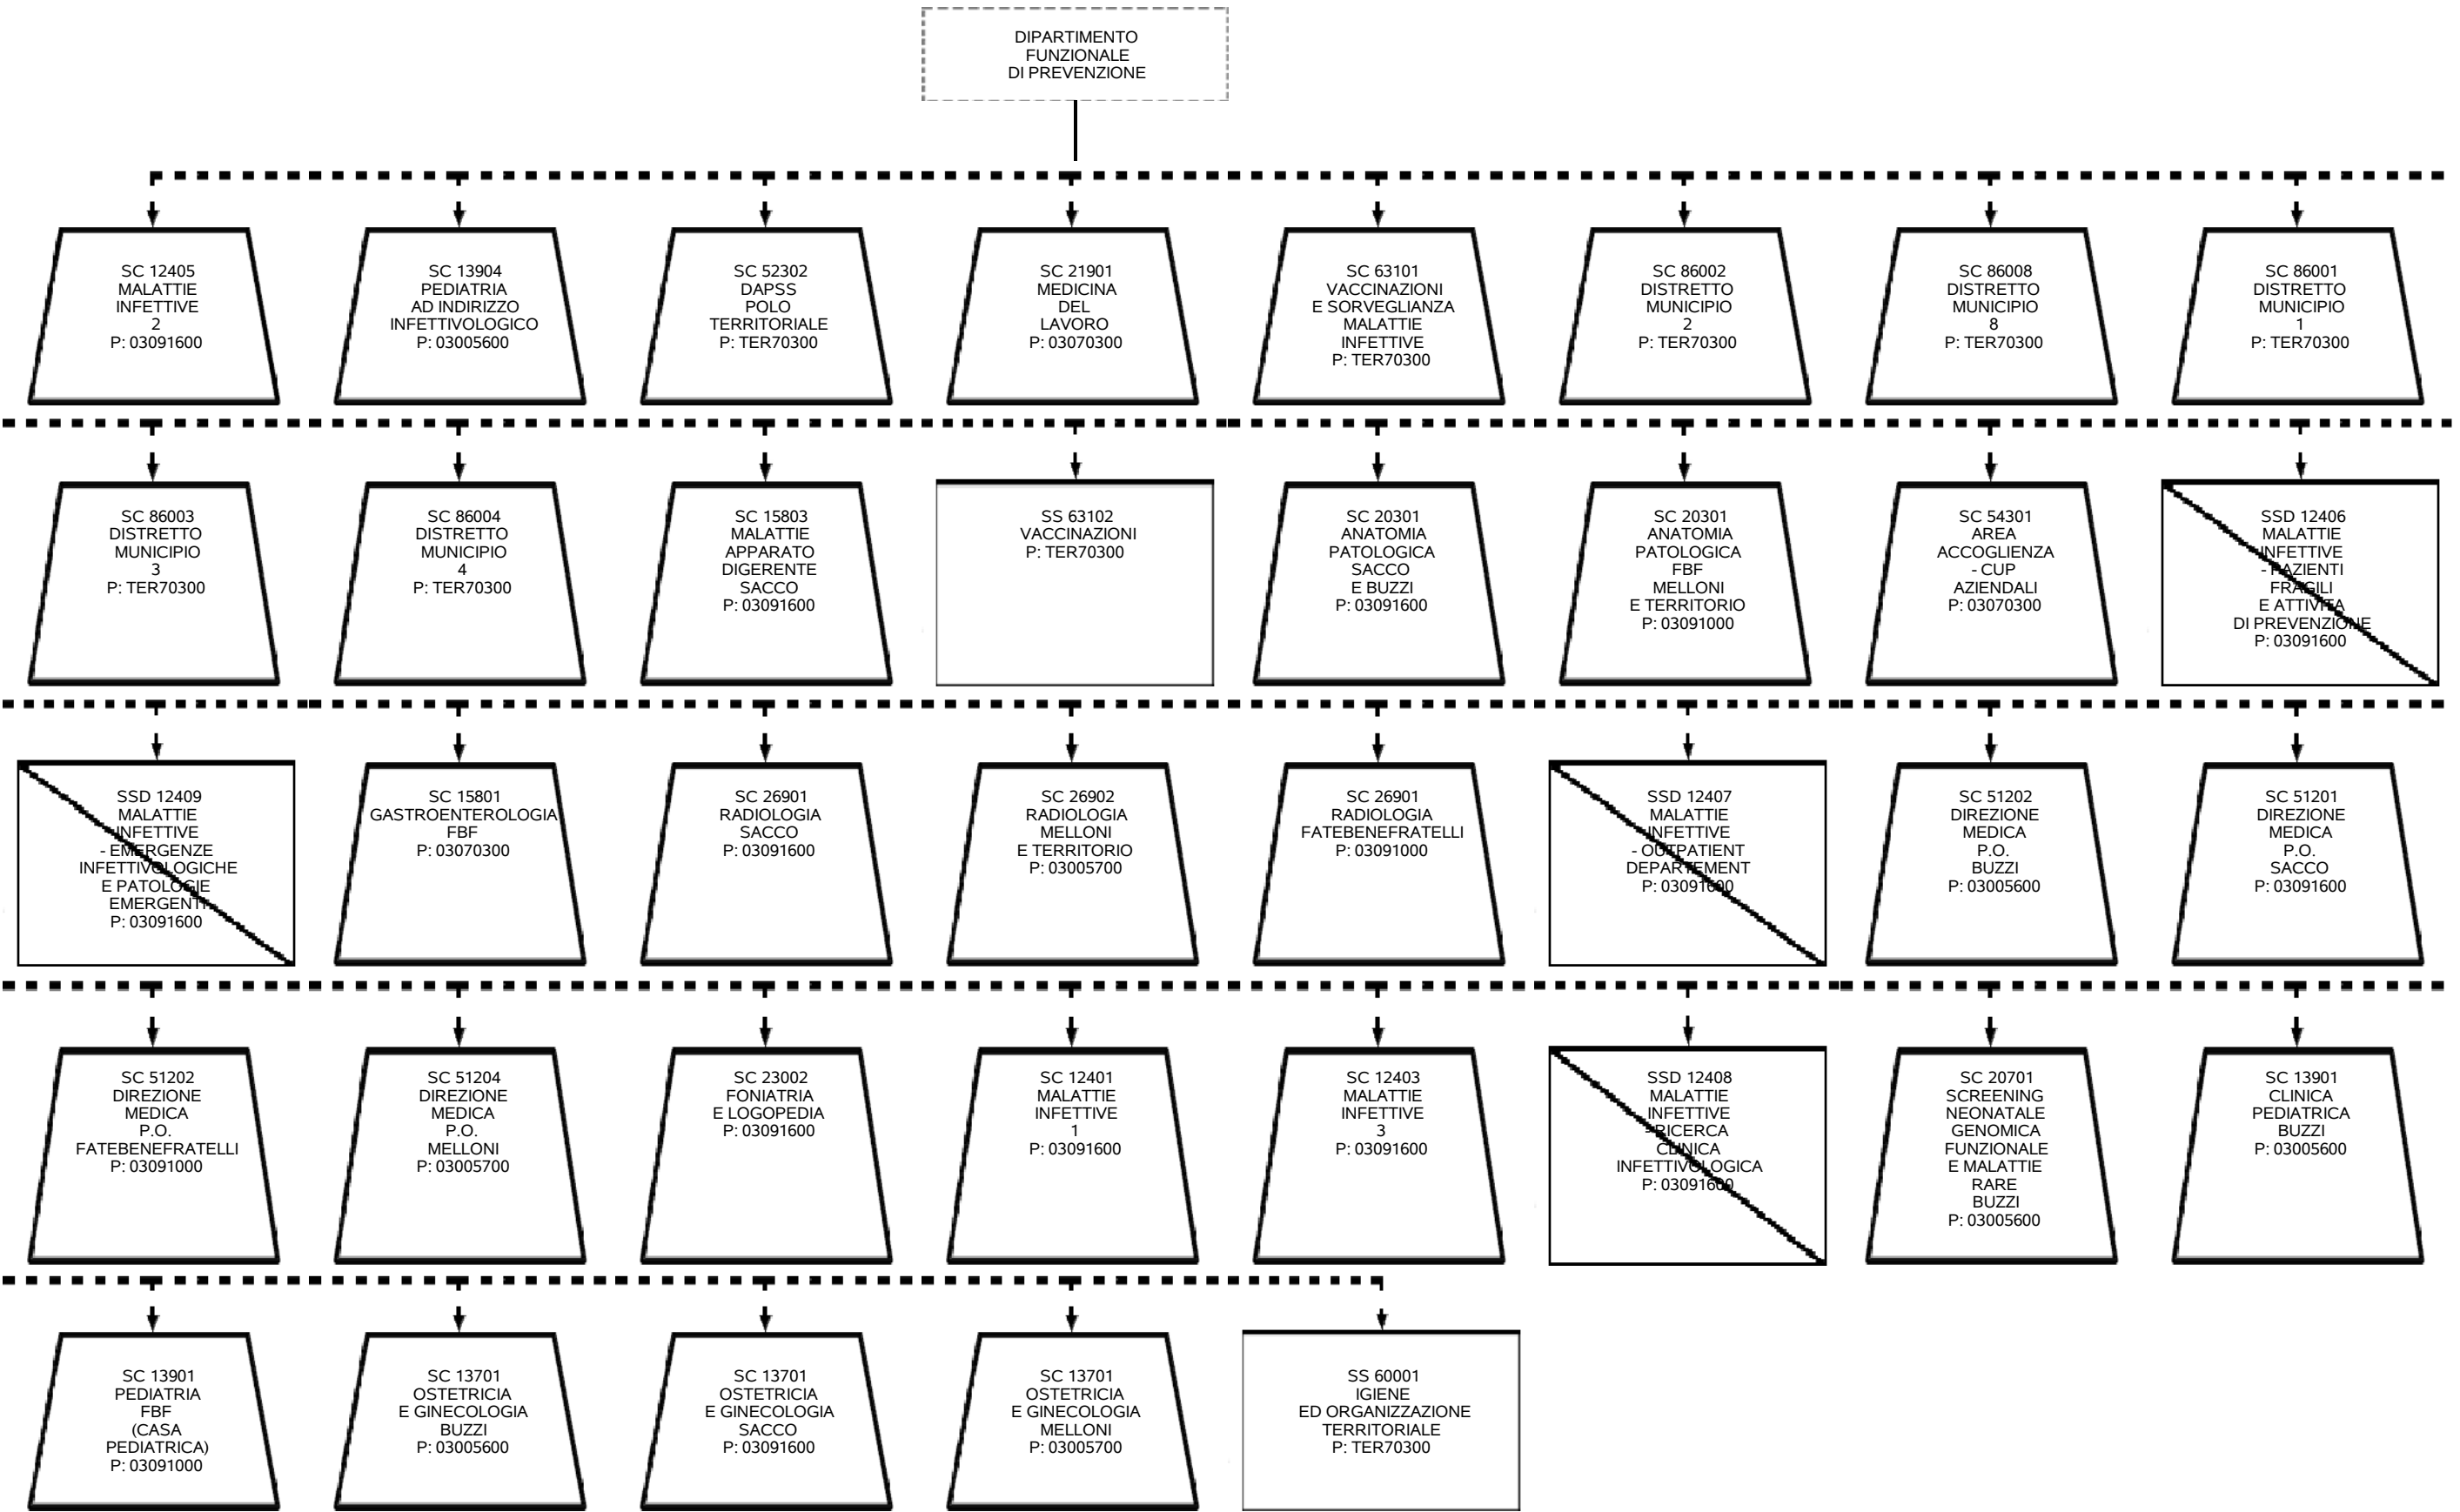 DIPARTIMENTO
FUNZIONALE
DI PREVENZIONE
SC 12405
MALATTIE
INFETTIVE
2
P: 03091600
SC 13904
PEDIATRIA
AD INDIRIZZO
INFETTIVOLOGICO
P: 03005600
SC 52302
DAPSS
POLO
TERRITORIALE
P: TER70300
SC 21901
MEDICINA
DEL
LAVORO
P: 03070300
SC 63101
VACCINAZIONI
E SORVEGLIANZA
MALATTIE
INFETTIVE
P: TER70300
SC 86002
DISTRETTO
MUNICIPIO
2
P: TER70300
SC 86008
DISTRETTO
MUNICIPIO
8
P: TER70300
SC 86001
DISTRETTO
MUNICIPIO
1
P: TER70300
SC 86003
DISTRETTO
MUNICIPIO
3
P: TER70300
SC 86004
DISTRETTO
MUNICIPIO
4
P: TER70300
SC 15803
MALATTIE
APPARATO
DIGERENTE
SACCO
P: 03091600
SS 63102
VACCINAZIONI
P: TER70300
SC 20301
ANATOMIA
PATOLOGICA
SACCO
E BUZZI
P: 03091600
SC 20301
ANATOMIA
PATOLOGICA
FBF
MELLONI
E TERRITORIO
P: 03091000
SC 54301
AREA
ACCOGLIENZA
- CUP
AZIENDALI
P: 03070300
SSD 12406
MALATTIE
INFETTIVE
- PAZIENTI
FRAGILI
E ATTIVITA
DI PREVENZIONE
P: 03091600
SSD 12409
MALATTIE
INFETTIVE
- EMERGENZE
INFETTIVOLOGICHE
E PATOLOGIE
EMERGENTI
P: 03091600
SC 15801
GASTROENTEROLOGIA
FBF
P: 03070300
SC 26901
RADIOLOGIA
SACCO
P: 03091600
SC 26902
RADIOLOGIA
MELLONI
E TERRITORIO
P: 03005700
SC 26901
RADIOLOGIA
FATEBENEFRATELLI
P: 03091000
SSD 12407
MALATTIE
INFETTIVE
- OUTPATIENT
DEPARTEMENT
P: 03091600
SC 51202
DIREZIONE
MEDICA
P.O.
BUZZI
P: 03005600
SC 51201
DIREZIONE
MEDICA
P.O.
SACCO
P: 03091600
SC 51202
DIREZIONE
MEDICA
P.O.
FATEBENEFRATELLI
P: 03091000
SC 51204
DIREZIONE
MEDICA
P.O.
MELLONI
P: 03005700
SC 23002
FONIATRIA
E LOGOPEDIA
P: 03091600
SC 12401
MALATTIE
INFETTIVE
1
P: 03091600
SC 12403
MALATTIE
INFETTIVE
3
P: 03091600
SSD 12408
MALATTIE
INFETTIVE
- RICERCA
CLINICA
INFETTIVOLOGICA
P: 03091600
SC 20701
SCREENING
NEONATALE
GENOMICA
FUNZIONALE
E MALATTIE
RARE
BUZZI
P: 03005600
SC 13901
CLINICA
PEDIATRICA
BUZZI
P: 03005600
SC 13901
PEDIATRIA
FBF
(CASA
PEDIATRICA)
P: 03091000
SC 13701
OSTETRICIA
E GINECOLOGIA
BUZZI
P: 03005600
SC 13701
OSTETRICIA
E GINECOLOGIA
SACCO
P: 03091600
SC 13701
OSTETRICIA
E GINECOLOGIA
MELLONI
P: 03005700
SS 60001
IGIENE
ED ORGANIZZAZIONE
TERRITORIALE
P: TER70300